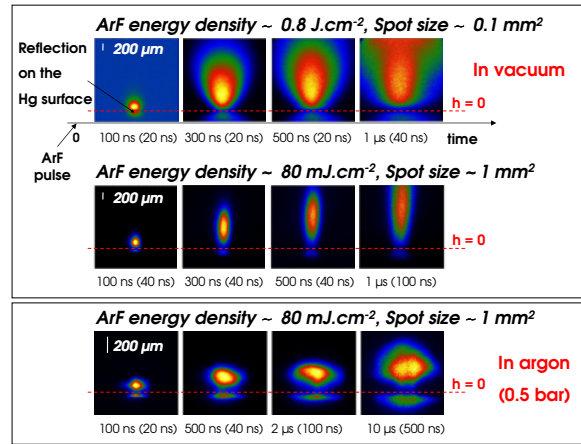 ArF energy density ~ 0.8 J.cm⁻², Spot size ~ 0.1 mm²
Reflection
on the
Hg surface
200 µm
In vacuum
h = 0
0
100 ns (20 ns)
300 ns (20 ns)
500 ns (20 ns)
1 µs (40 ns)
time
ArF
pulse
ArF energy density ~ 80 mJ.cm⁻², Spot size ~ 1 mm²
200 µm
h = 0
100 ns (40 ns)
300 ns (40 ns)
500 ns (40 ns)
1 µs (100 ns)
ArF energy density ~ 80 mJ.cm⁻², Spot size ~ 1 mm²
200 µm
In argon
(0.5 bar)
h = 0
100 ns (20 ns)
500 ns (40 ns)
2 µs (100 ns)
10 µs (500 ns)